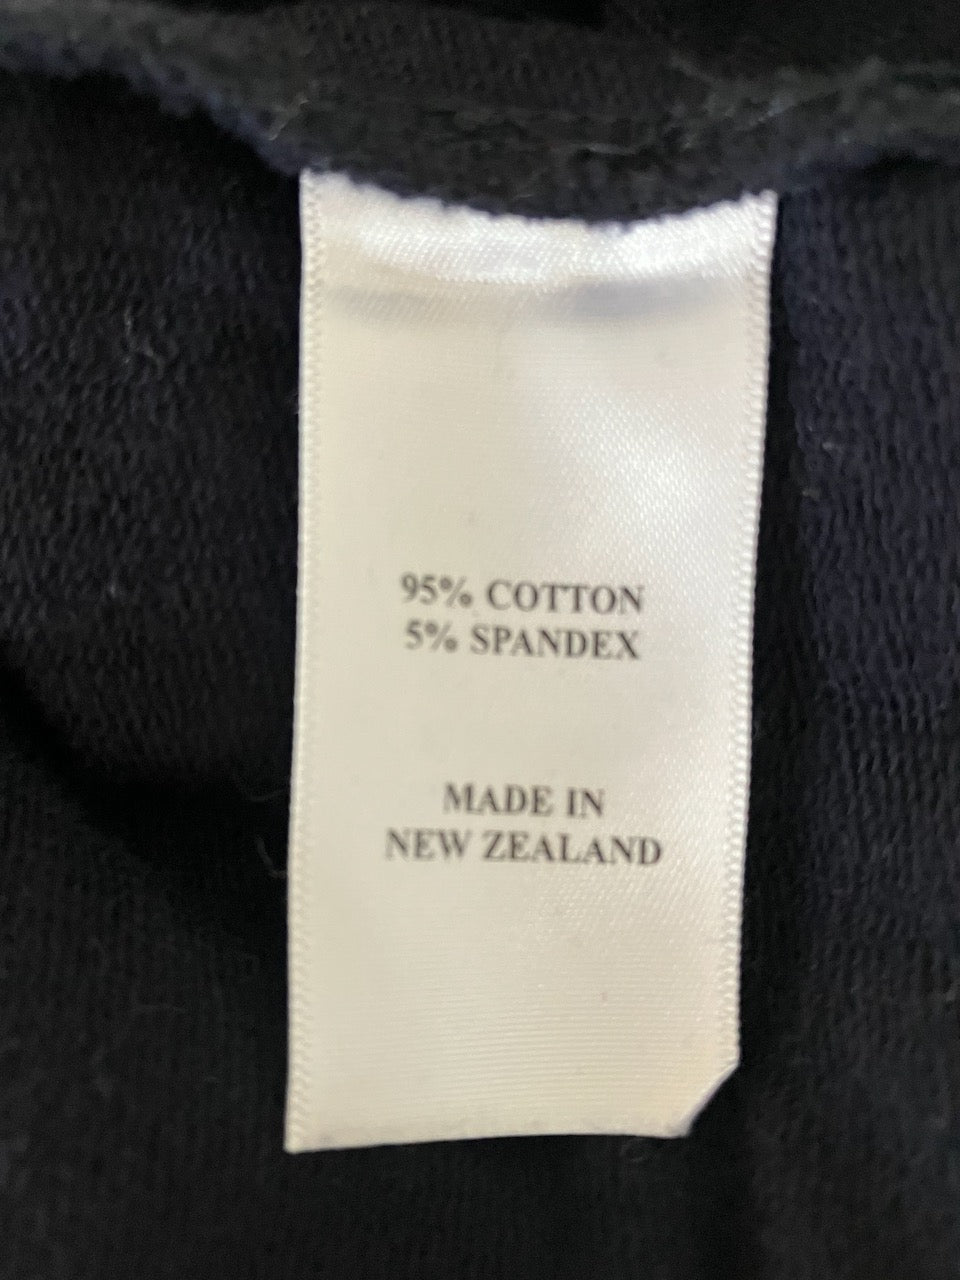 95% COTTON
5% SPANDEX
MADE IN
NEW ZEALAND